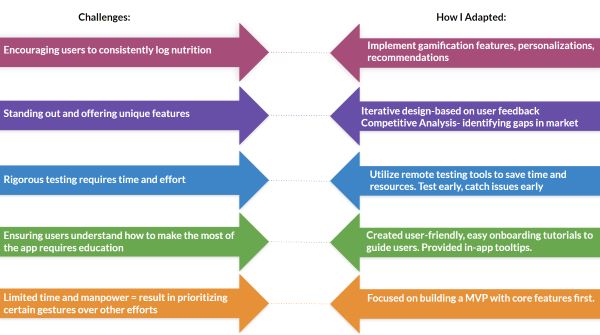 Challenges:
How I Adapted:
Encouraging users to consistently log nutrition
Implement gamification features, personalizations,
recommendations
Standing out and offering unique features
Iterative design-based on user feedback
Competitive Analysis- identifying gaps in market
Rigorous testing requires time and effort
Utilize remote testing tools to save time and
resources. Test early, catch issues early
Ensuring users understand how to make the most of
the app requires education
Created user-friendly, easy onboarding tutorials to
guide users. Provided in-app tooltips.
Limited time and manpower = result in prioritizing
certain gestures over other efforts
Focused on building a MVP with core features first.